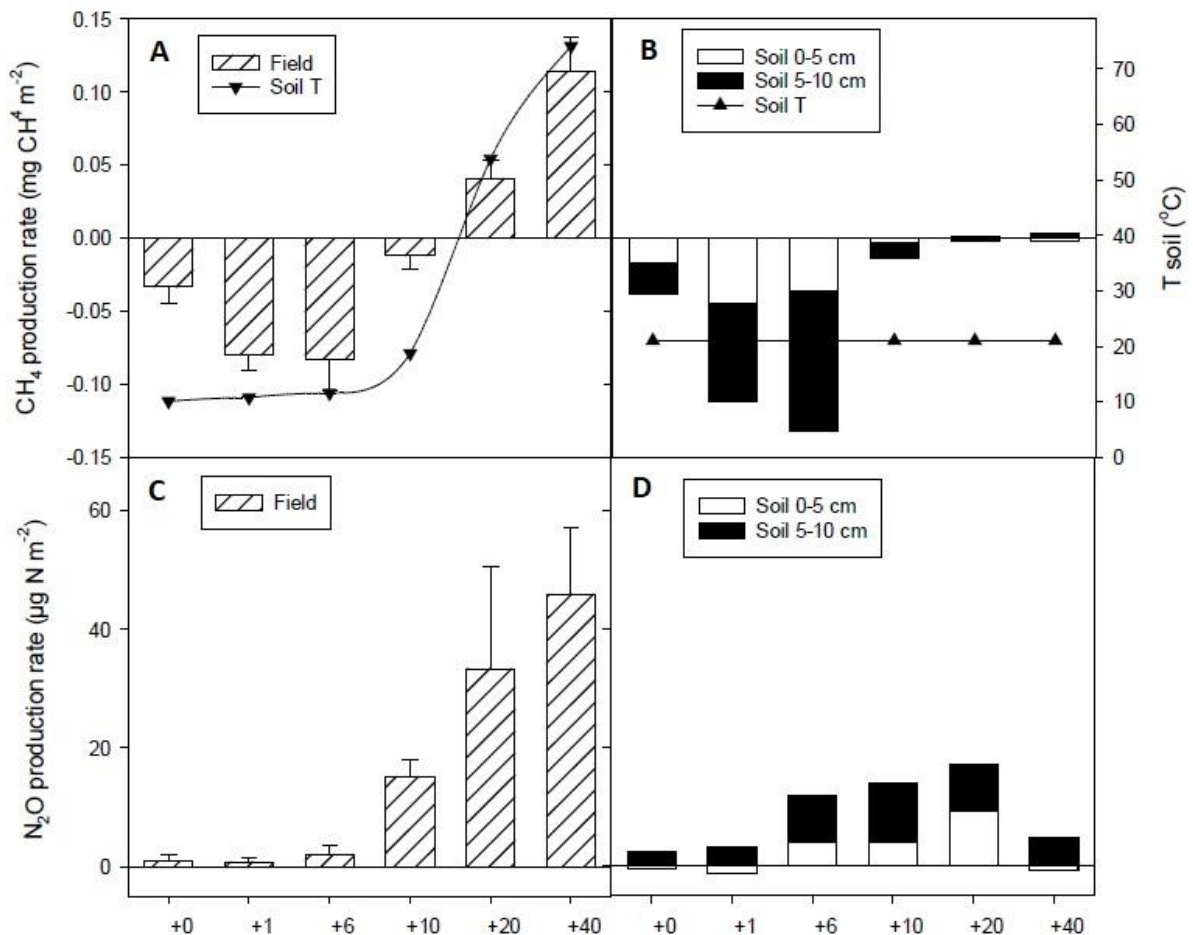 A
Field
Soil T
0.15
0.10
0.05
0.00
-0.05
-0.10
-0.15
CH₄ production rate (mg CH⁴ m⁻²)
B
Soil 0-5 cm
Soil 5-10 cm
Soil T
70
60
50
40
30
20
10
0
T soil (⁰C)
C
Field
60
40
20
0
N₂O production rate (µg N m⁻²)
D
Soil 0-5 cm
Soil 5-10 cm
+0 +1 +6 +10 +20 +40
+0 +1 +6 +10 +20 +40